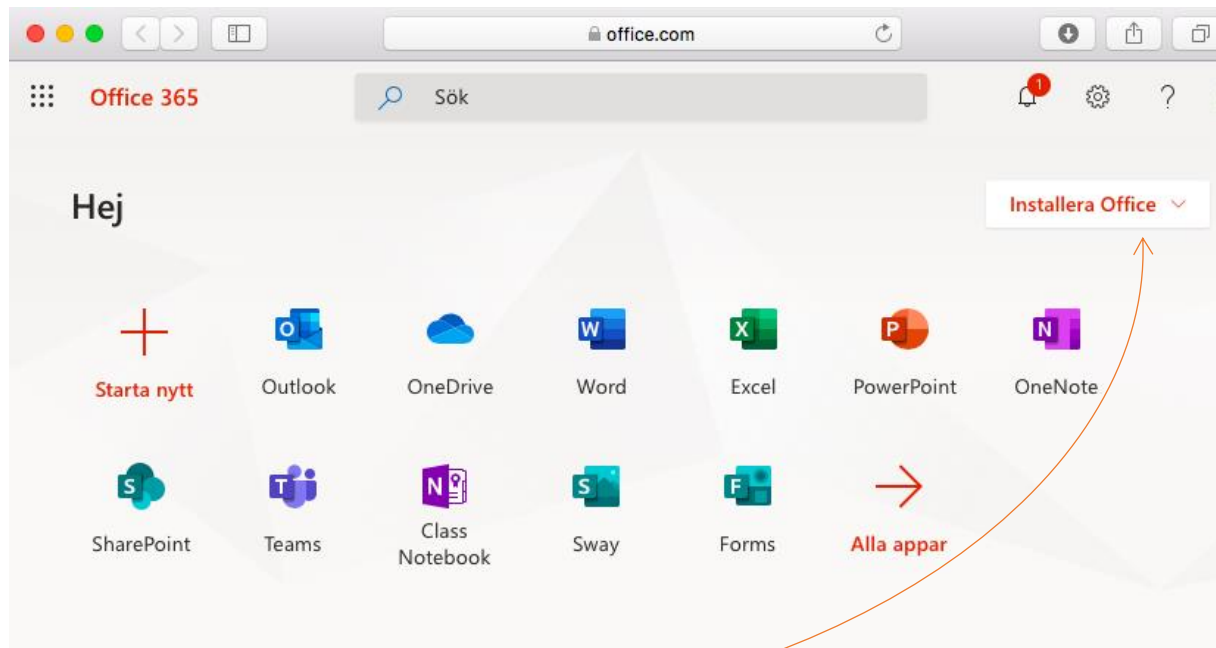 office.com
Office 365
Sök
1
?
Hej
Installera Office
Starta nytt
Outlook
OneDrive
Word
Excel
PowerPoint
OneNote
SharePoint
Teams
Class
Notebook
Sway
Forms
Alla appar